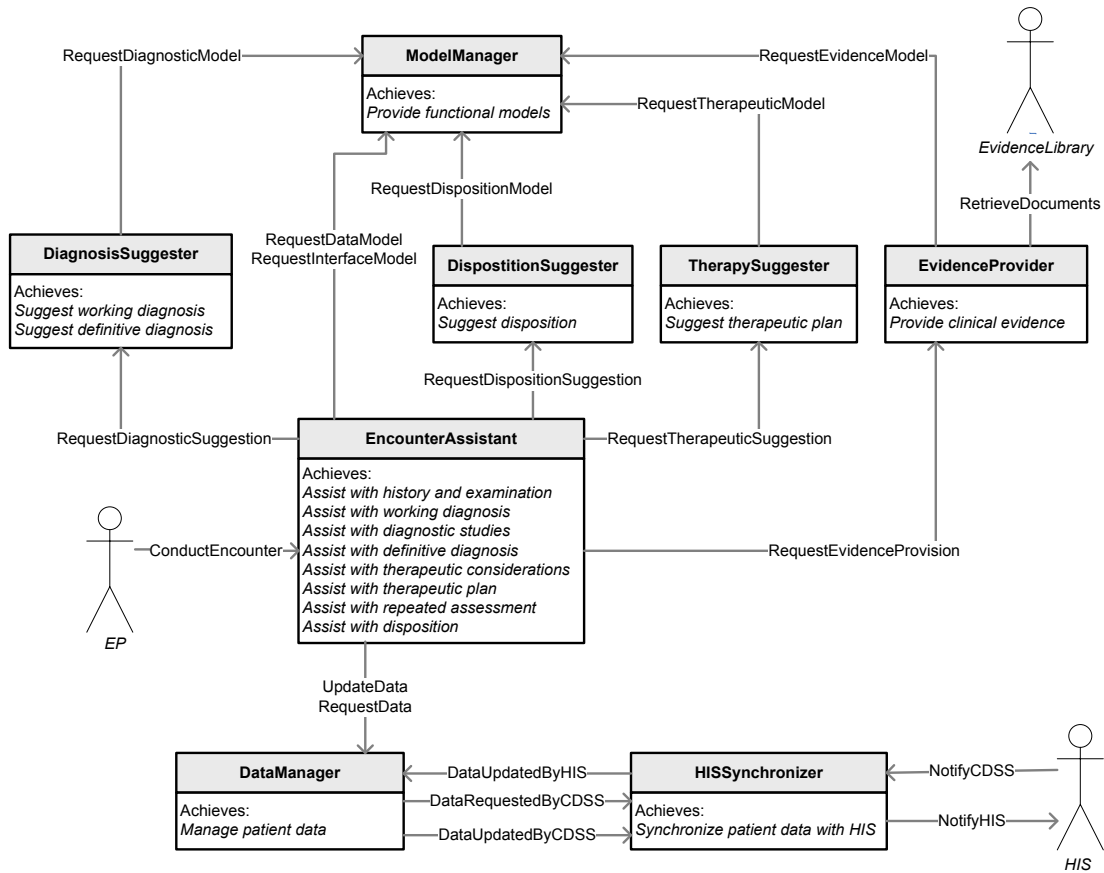 RequestDiagnosticModel
ModelManager
Achieves:
Provide functional models
RequestEvidenceModel
RequestTherapeuticModel
EvidenceLibrary
RequestDispositionModel
RetrieveDocuments
RequestDataModel
RequestInterfaceModel
DiagnosisSuggester
Achieves:
Suggest working diagnosis
Suggest definitive diagnosis
DispostitionSuggester
Achieves:
Suggest disposition
TherapySuggester
Achieves:
Suggest therapeutic plan
EvidenceProvider
Achieves:
Provide clinical evidence
RequestDispositionSuggestion
RequestDiagnosticSuggestion
EncounterAssistant
Achieves:
Assist with history and examination
Assist with working diagnosis
Assist with diagnostic studies
Assist with definitive diagnosis
Assist with therapeutic considerations
Assist with therapeutic plan
Assist with repeated assessment
Assist with disposition
RequestTherapeuticSuggestion
ConductEncounter
RequestEvidenceProvision
EP
UpdateData
RequestData
DataManager
Achieves:
Manage patient data
DataUpdatedByHIS
DataRequestedByCDSS
DataUpdatedByCDSS
HISSynchronizer
Achieves:
Synchronize patient data with HIS
NotifyCDSS
NotifyHIS
HIS